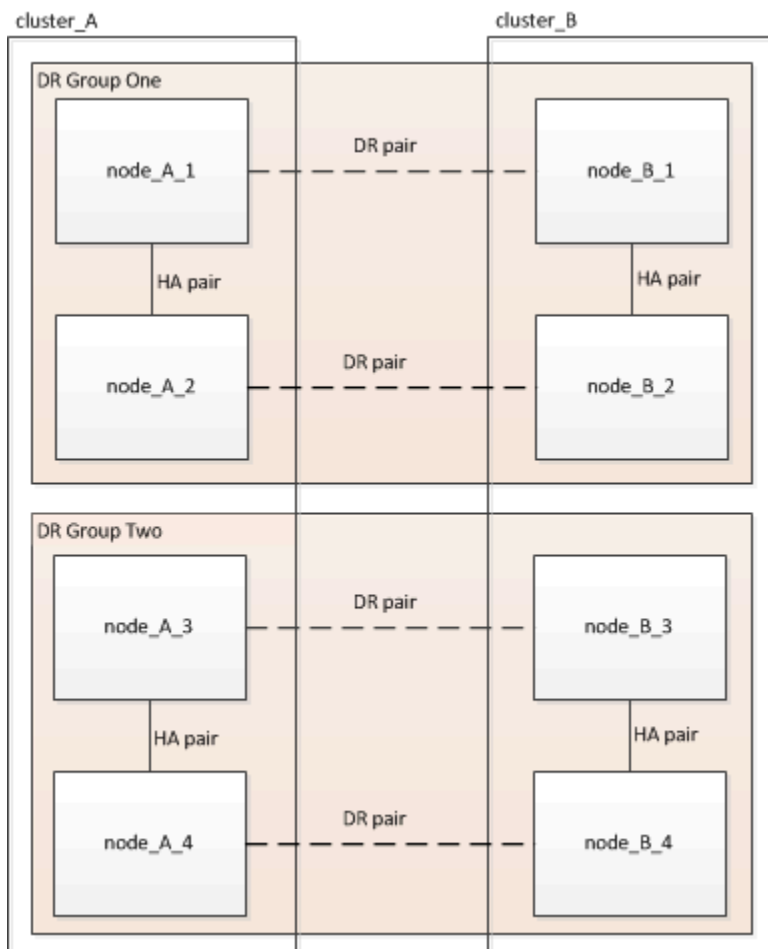 cluster_A
cluster_B
DR Group One
node_A_1
DR pair
node_B_1
HA pair
HA pair
node_A_2
DR pair
node_B_2
DR Group Two
node_A_3
DR pair
node_B_3
HA pair
HA pair
node_A_4
DR pair
node_B_4